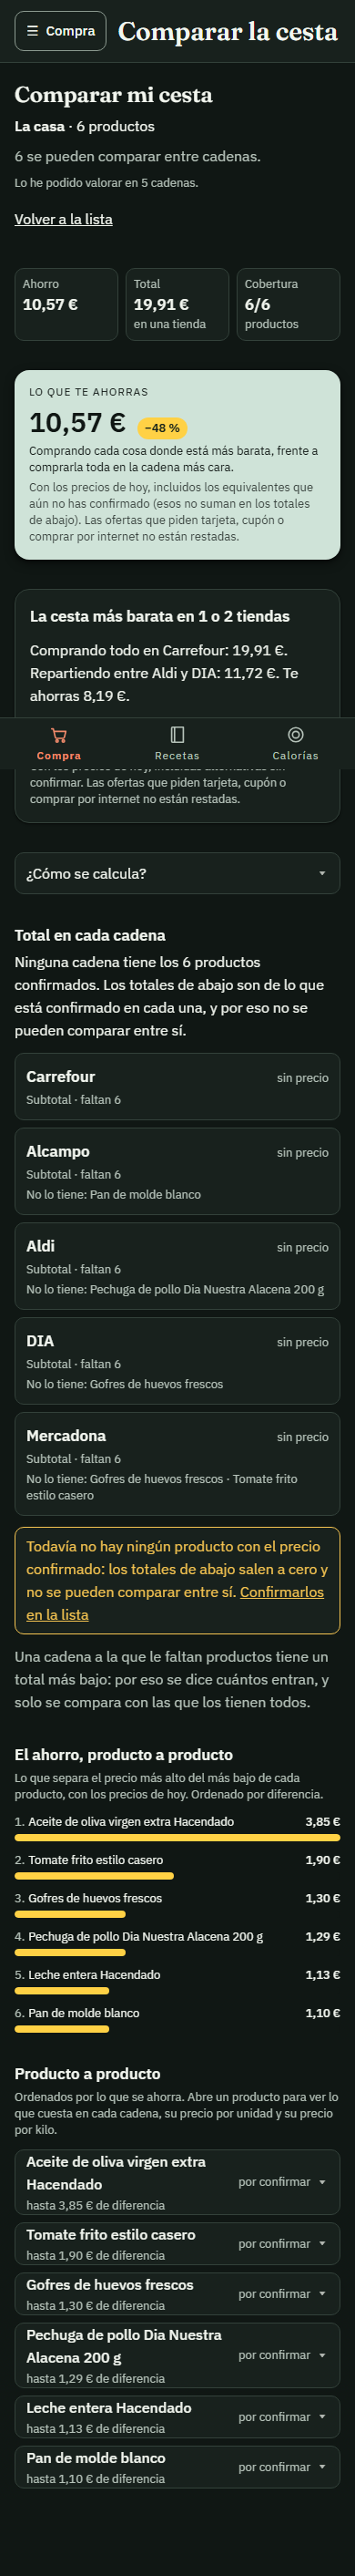 ☰ Compra
Comparar la cesta
Comparar mi cesta
La casa · 6 productos
6 se pueden comparar entre cadenas.
Lo he podido valorar en 5 cadenas.
Volver a la lista
Ahorro
10,57 €
Total
19,91 €
en una tienda
Cobertura
6/6
productos
LO QUE TE AHORRAS
10,57 € −48 %
Comprando cada cosa donde está más barata, frente a
comprarla toda en la cadena más cara.
Con los precios de hoy, incluidos los equivalentes que
aún no has confirmado (esos no suman en los totales
de abajo). Las ofertas que piden tarjeta, cupón o
comprar por internet no están restadas.
La cesta más barata en 1 o 2 tiendas
Comprando todo en Carrefour: 19,91 €.
Repartiendo entre Aldi y DIA: 11,72 €. Te
ahorras 8,19 €.
Compra
Recetas
Calorías
confirmar. Las ofertas que piden tarjeta, cupón o
comprar por internet no están restadas.
¿Cómo se calcula?
Total en cada cadena
Ninguna cadena tiene los 6 productos
confirmados. Los totales de abajo son de lo que
está confirmado en cada una, y por eso no se
pueden comparar entre sí.
Carrefour sin precio
Subtotal · faltan 6
Alcampo sin precio
Subtotal · faltan 6
No lo tiene: Pan de molde blanco
Aldi sin precio
Subtotal · faltan 6
No lo tiene: Pechuga de pollo Dia Nuestra Alacena 200 g
DIA sin precio
Subtotal · faltan 6
No lo tiene: Gofres de huevos frescos
Mercadona sin precio
Subtotal · faltan 6
No lo tiene: Gofres de huevos frescos · Tomate frito
estilo casero
Todavía no hay ningún producto con el precio
confirmado: los totales de abajo salen a cero y
no se pueden comparar entre sí. Confirmarlos
en la lista
Una cadena a la que le faltan productos tiene un
total más bajo: por eso se dice cuántos entran, y
solo se compara con las que los tienen todos.
El ahorro, producto a producto
Lo que separa el precio más alto del más bajo de cada
producto, con los precios de hoy. Ordenado por diferencia.
1. Aceite de oliva virgen extra Hacendado 3,85 €
2. Tomate frito estilo casero 1,90 €
3. Gofres de huevos frescos 1,30 €
4. Pechuga de pollo Dia Nuestra Alacena 200 g 1,29 €
5. Leche entera Hacendado 1,13 €
6. Pan de molde blanco 1,10 €
Producto a producto
Ordenados por lo que se ahorra. Abre un producto para ver lo
que cuesta en cada cadena, su precio por unidad y su precio
por kilo.
Aceite de oliva virgen extra
Hacendado
hasta 3,85 € de diferencia
por confirmar
Tomate frito estilo casero
hasta 1,90 € de diferencia
por confirmar
Gofres de huevos frescos
hasta 1,30 € de diferencia
por confirmar
Pechuga de pollo Dia Nuestra
Alacena 200 g
hasta 1,29 € de diferencia
por confirmar
Leche entera Hacendado
hasta 1,13 € de diferencia
por confirmar
Pan de molde blanco
hasta 1,10 € de diferencia
por confirmar